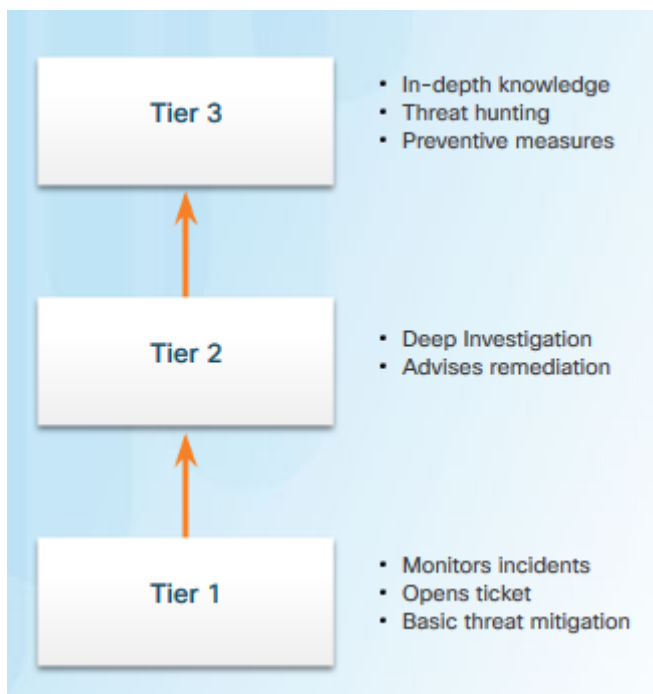 Tier 3
• In-depth knowledge
• Threat hunting
• Preventive measures
Tier 2
• Deep Investigation
• Advises remediation
Tier 1
• Monitors incidents
• Opens ticket
• Basic threat mitigation